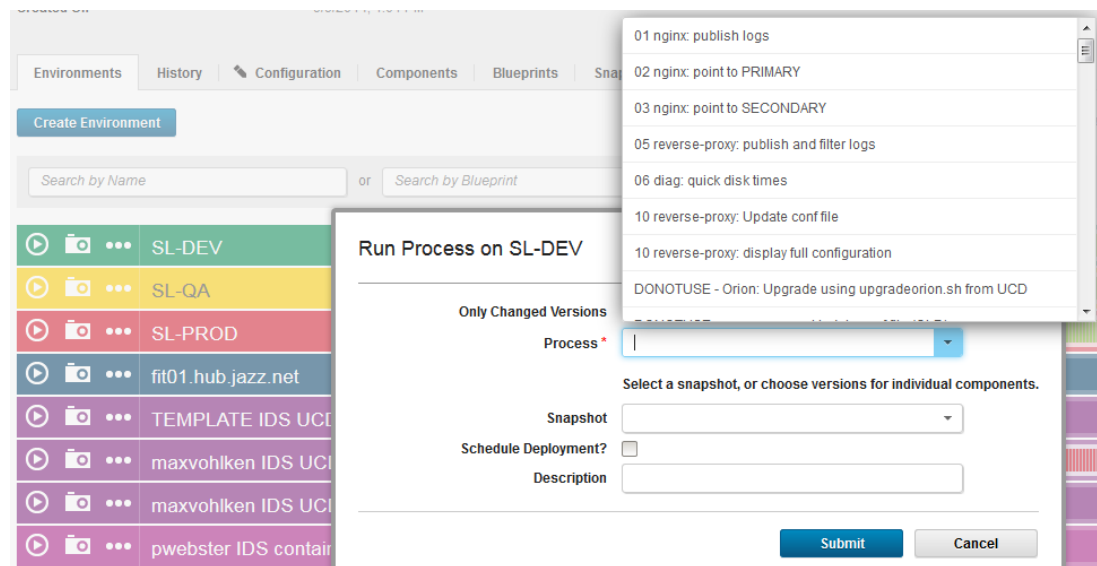 Environments History Configuration Components Blueprints
Create Environment
Search by Name or Search by Blueprint
01 nginx: publish logs
02 nginx: point to PRIMARY
03 nginx: point to SECONDARY
05 reverse-proxy: publish and filter logs
06 diag: quick disk times
10 reverse-proxy: Update conf file
10 reverse-proxy: display full configuration
DONOTUSE - Orion: Upgrade using upgradeorion.sh from UCD
SL-DEV
SL-QA
SL-PROD
fit01.hub.jazz.net
TEMPLATE IDS
maxvohlken IDS
maxvohlken IDS
pwebster IDS
Run Process on SL-DEV
Only Changed Versions
Process *
Select a snapshot, or choose versions for individual components.
Snapshot
Schedule Deployment?
Description
Submit Cancel